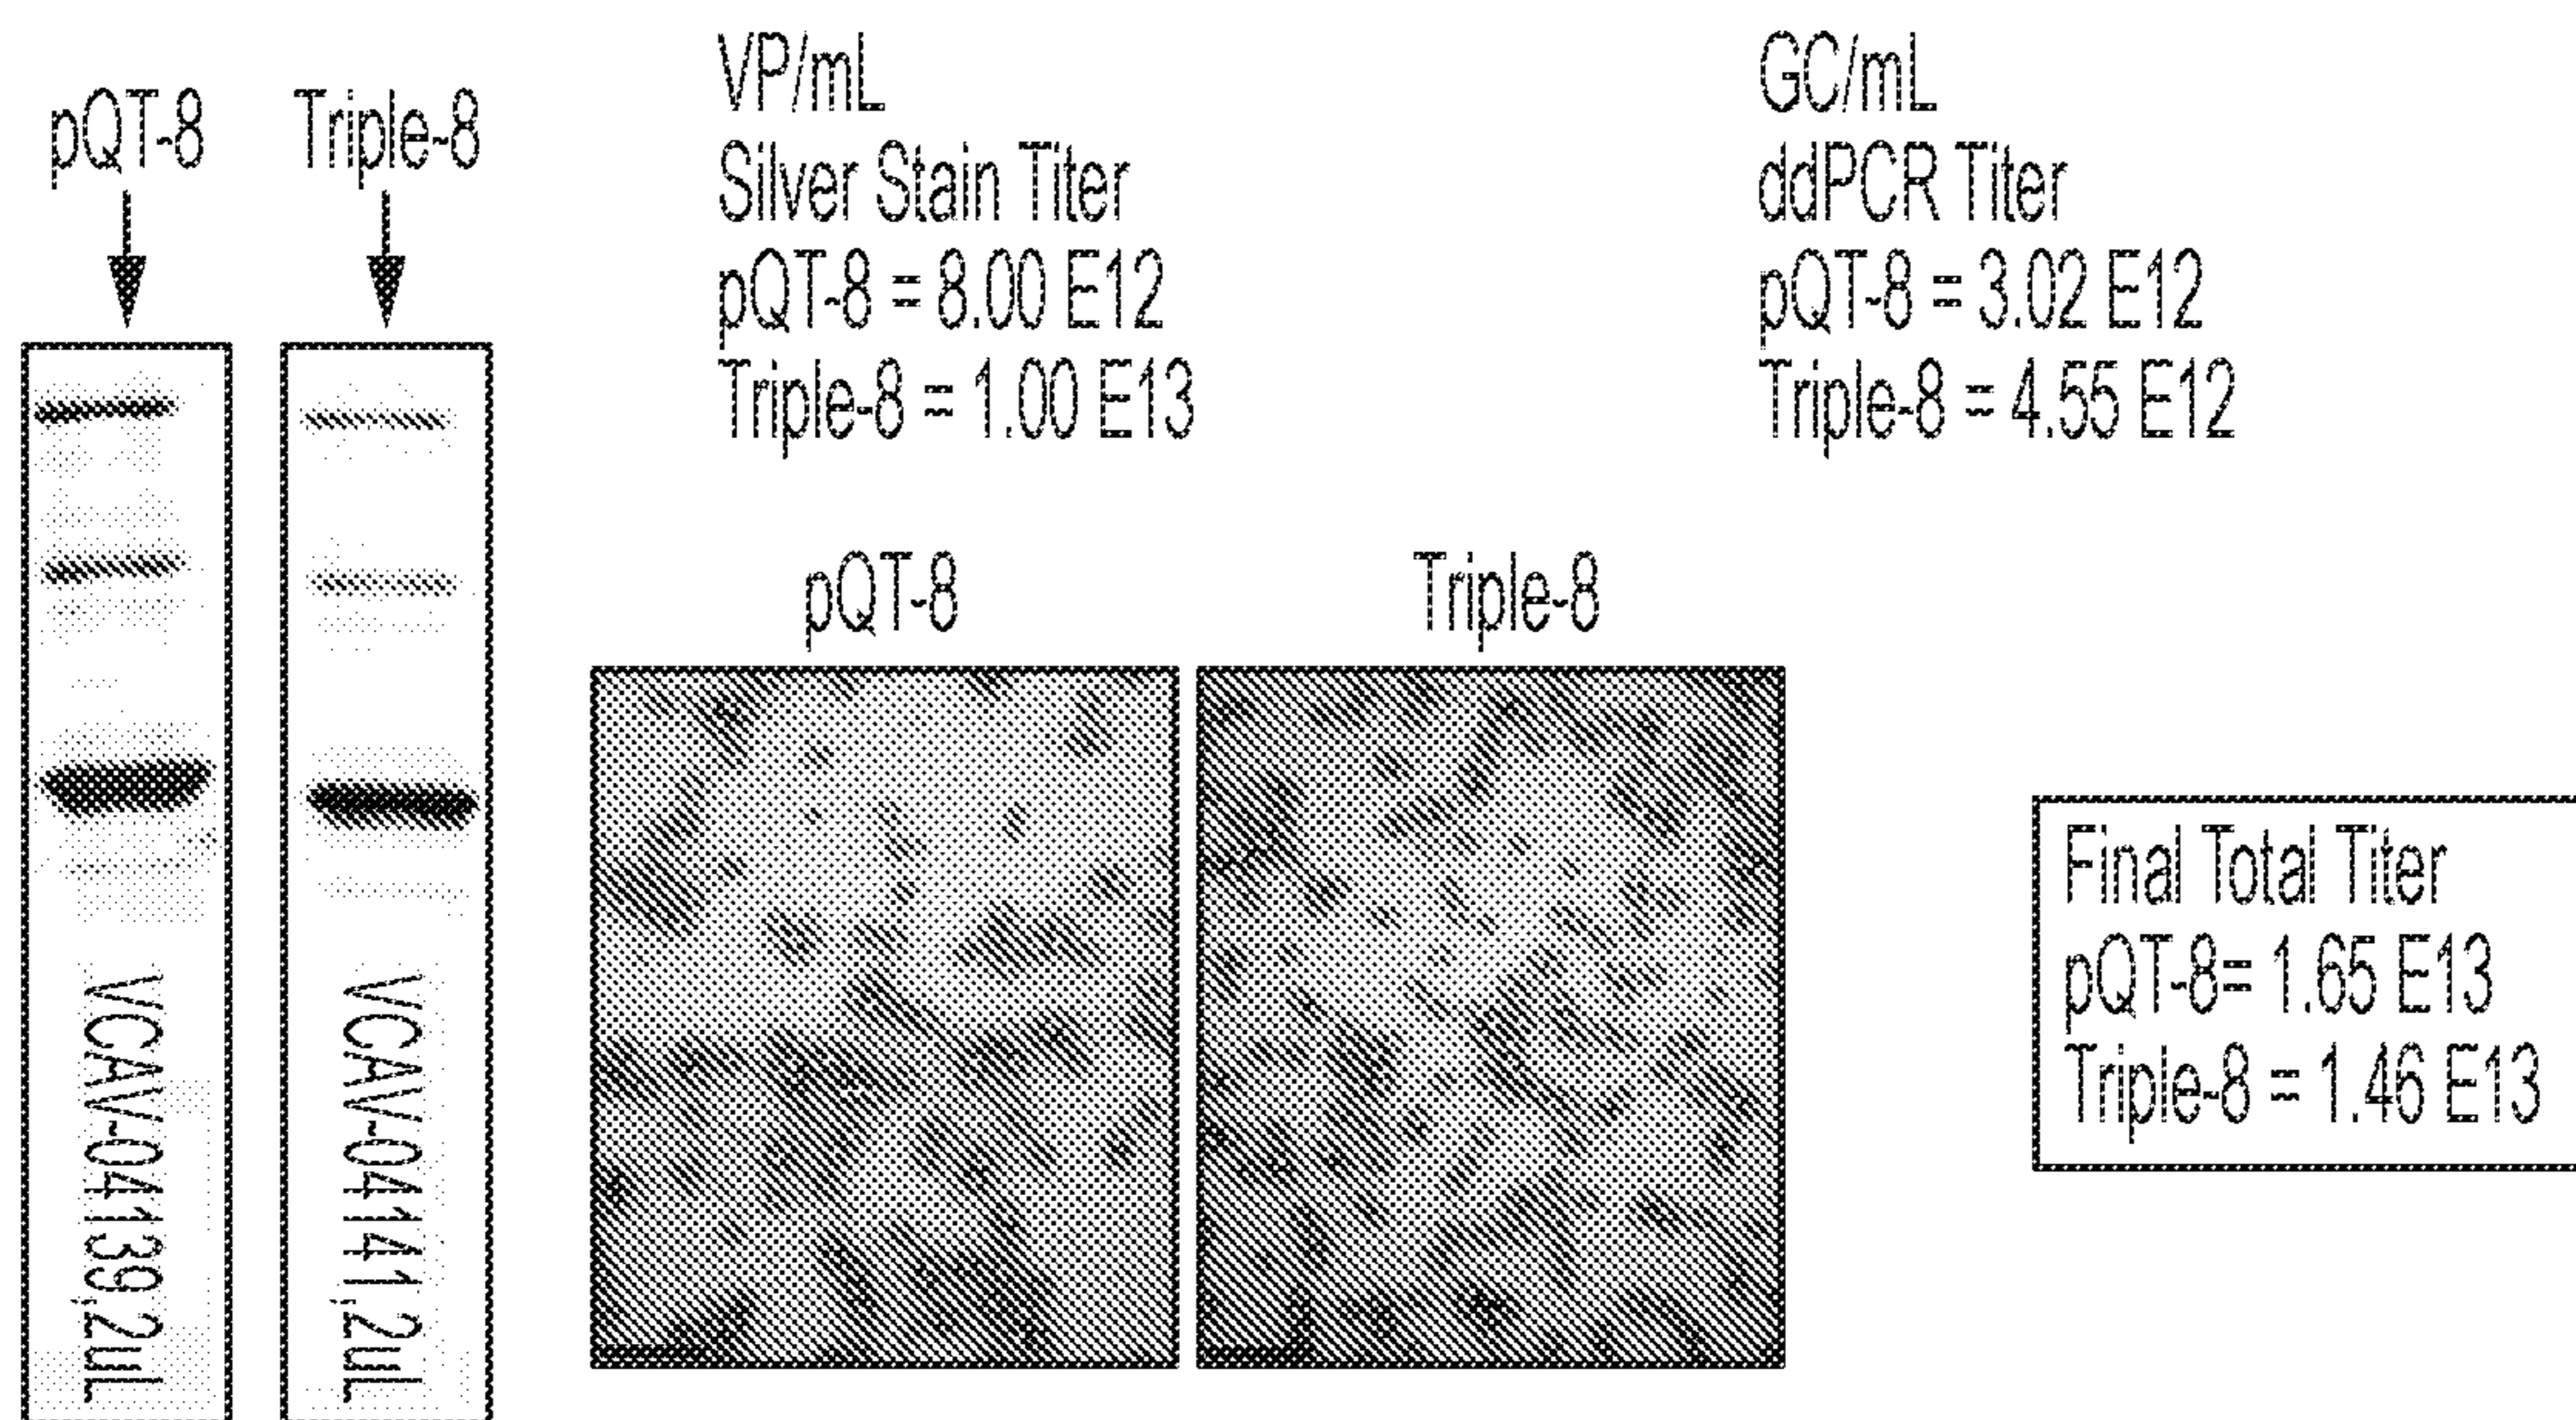 pQT-8
Triple-8
VP/mL
Silver Stain Titer
pQT-8 = 8.00 E12
Triple-8 = 1.00 E13
GC/mL
ddPCR Titer
pQT-8 = 3.02 E12
Triple-8 = 4.55 E12
VCAV-04139,2uL
VCAV-04141,2uL
pQT-8
Triple-8
Final Total Titer
pQT-8= 1.65 E13
Triple-8 = 1.46 E13